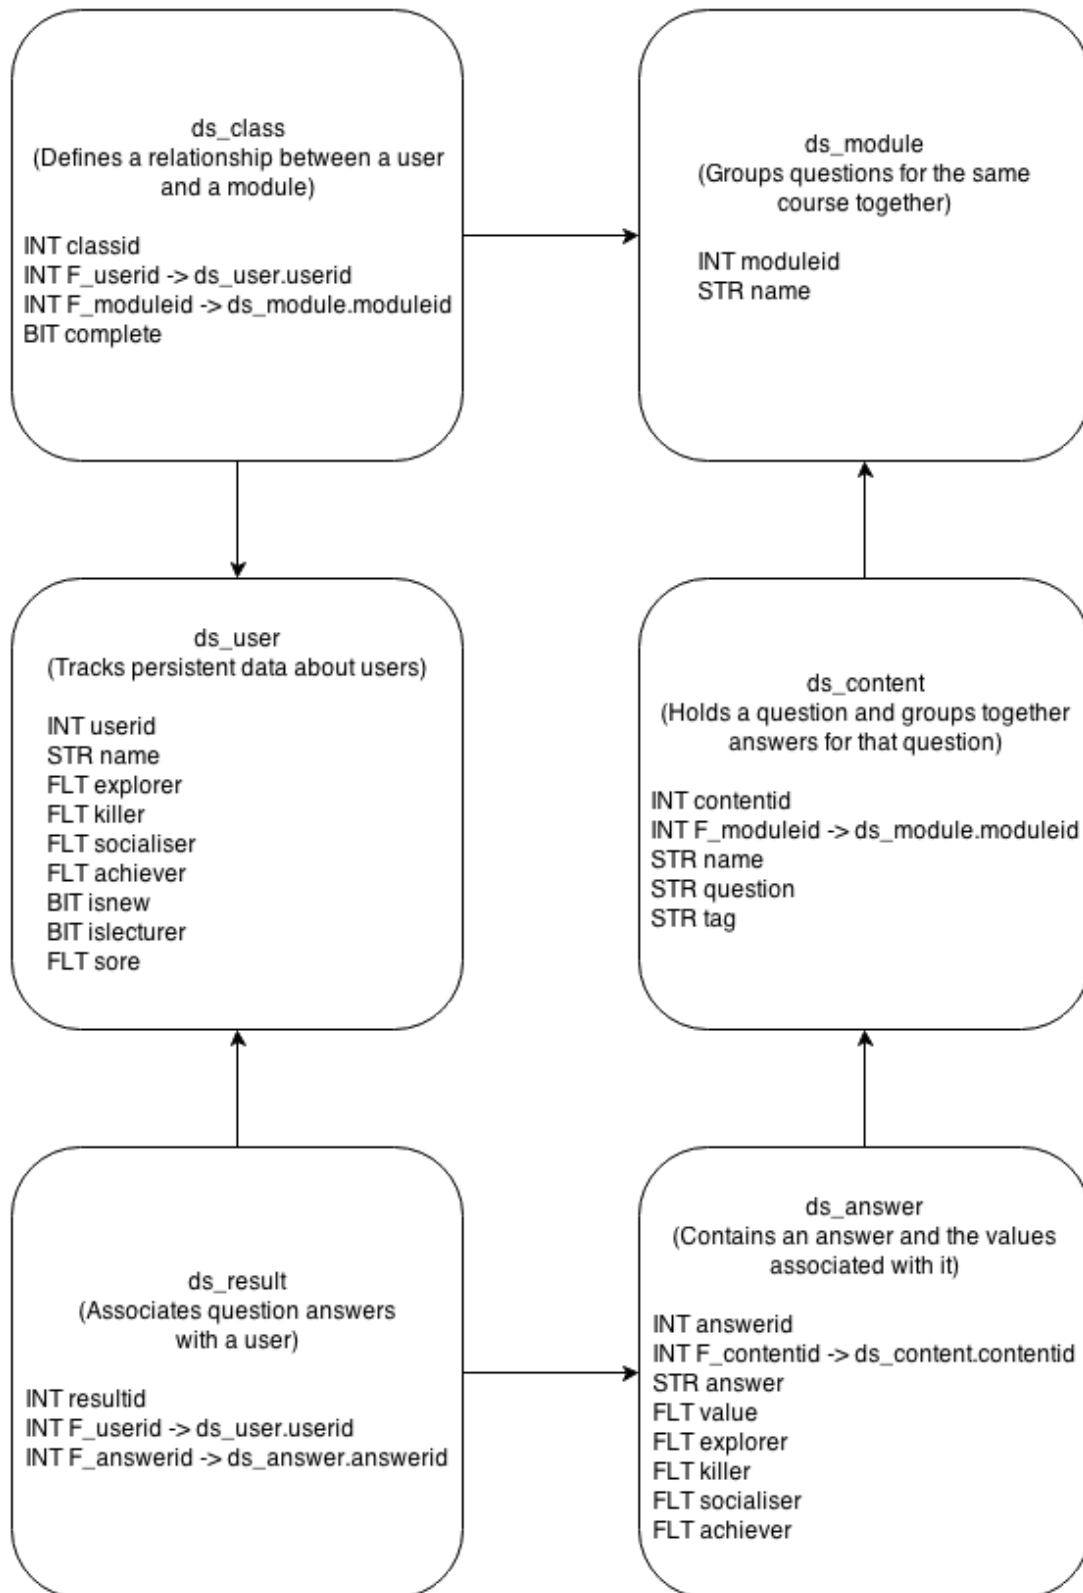 ds_class
(Defines a relationship between a user
and a module)
INT classid
INT F_userid -> ds_user.userid
INT F_moduleid -> ds_module.moduleid
BIT complete
ds_module
(Groups questions for the same
course together)
INT moduleid
STR name
ds_user
(Tracks persistent data about users)
INT userid
STR name
FLT explorer
FLT killer
FLT socialiser
FLT achiever
BIT isnew
BIT islecturer
FLT sore
ds_content
(Holds a question and groups together
answers for that question)
INT contentid
INT F_moduleid -> ds_module.moduleid
STR name
STR question
STR tag
ds_result
(Associates question answers
with a user)
INT resultid
INT F_userid -> ds_user.userid
INT F_answerid -> ds_answer.answerid
ds_answer
(Contains an answer and the values
associated with it)
INT answerid
INT F_contentid -> ds_content.contentid
STR answer
FLT value
FLT explorer
FLT killer
FLT socialiser
FLT achiever